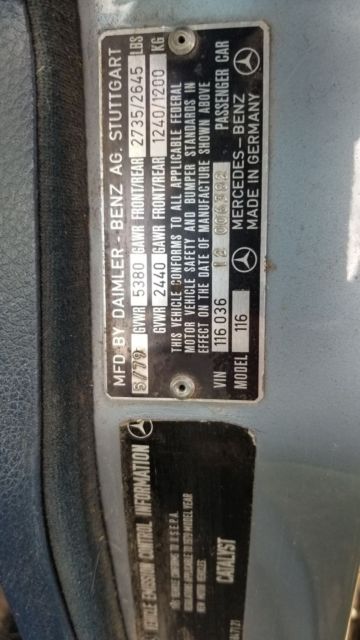 MFD BY DAIMLER-BENZ AG. STUTTGART
5/79 GVWR 5380 GAWR FRONT/REAR 2735/2645 LBS
GVWR 2440 GAWR FRONT/REAR 1240/1200 KG
THIS VEHICLE CONFORMS TO ALL APPLICABLE FEDERAL
MOTOR VEHICLE SAFETY AND BUMPER STANDARDS IN
EFFECT ON THE DATE OF MANUFACTURE SHOWN ABOVE
VIN 116 036 12 PASSENGER CAR
MODEL 116 MERCEDES-BENZ
MADE IN GERMANY
VEHICLE EMISSION CONTROL INFORMATION
CATALYST